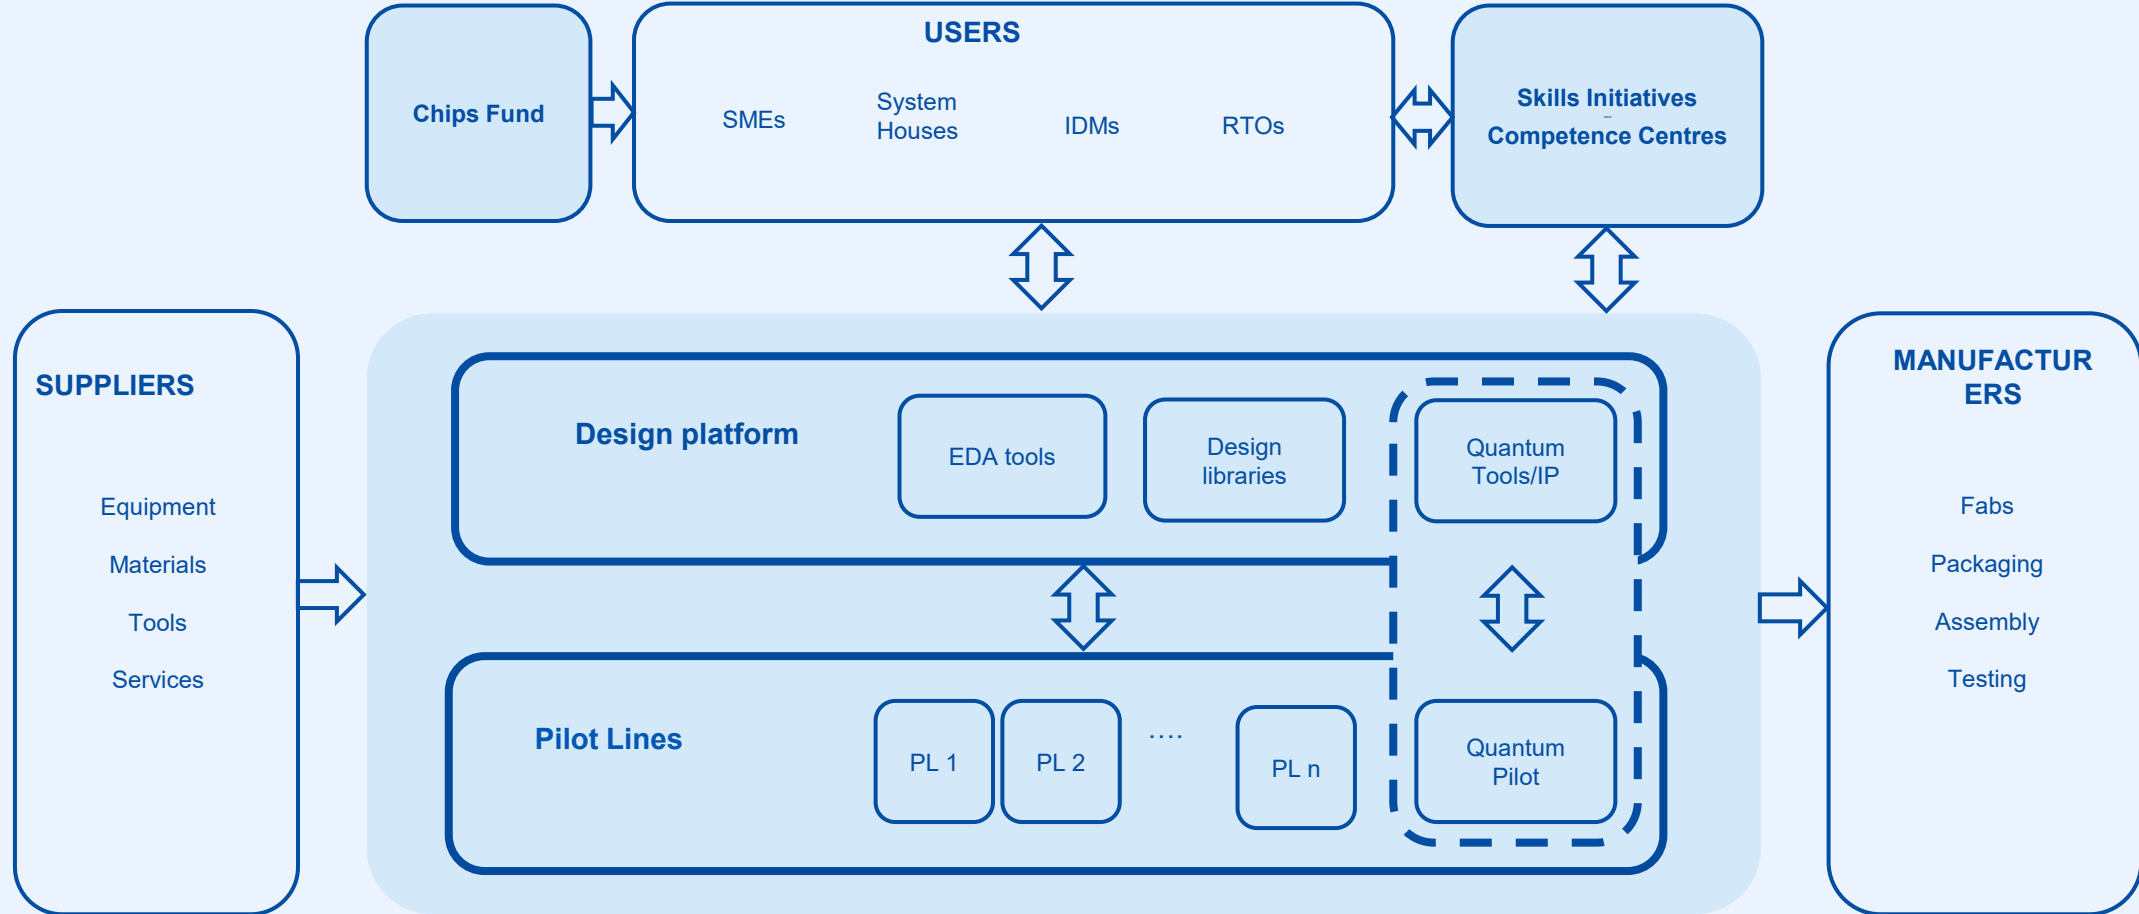 Chips Fund
USERS
SMEs
System
Houses
IDMs
RTOs
Skills Initiatives
–
Competence Centres
SUPPLIERS
Equipment
Materials
Tools
Services
Design platform
EDA tools
Design
libraries
Quantum
Tools/IP
Pilot Lines
PL 1
PL 2
....
PL n
Quantum
Pilot
MANUFACTUR
ERS
Fabs
Packaging
Assembly
Testing